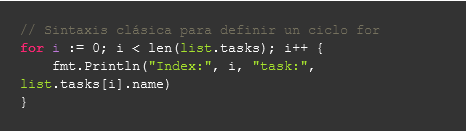 // Sintaxis clásica para definir un ciclo for
for i := 0; i < len(list.tasks); i++ {
    fmt.Println("Index:", i, "task:",
list.tasks[i].name)
}